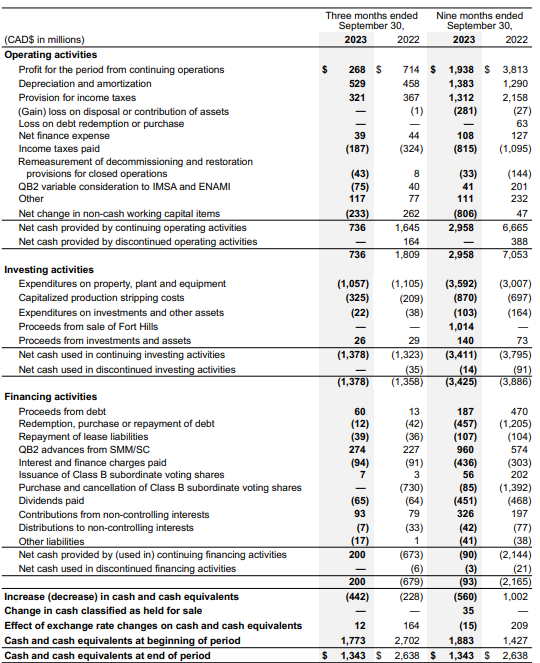 Three months ended Nine months ended
September 30, September 30,
(CAD$ in millions) 2023 2022 2023 2022
Operating activities
Profit for the period from continuing operations $ 268 $ 714 $ 1,938 $ 3,813
Depreciation and amortization 529 458 1,383 1,290
Provision for income taxes 321 367 1,312 2,158
(Gain) loss on disposal or contribution of assets — (1) (281) (27)
Loss on debt redemption or purchase — — — 63
Net finance expense 39 44 108 127
Income taxes paid (187) (324) (815) (1,095)
Remeasurement of decommissioning and restoration
provisions for closed operations (43) 8 (33) (144)
QB2 variable consideration to IMSA and ENAMI (75) 40 41 201
Other 117 77 111 232
Net change in non-cash working capital items (233) 262 (806) 47
Net cash provided by continuing operating activities 736 1,645 2,958 6,665
Net cash provided by discontinued operating activities — 164 — 388
736 1,809 2,958 7,053
Investing activities
Expenditures on property, plant and equipment (1,057) (1,105) (3,592) (3,007)
Capitalized production stripping costs (325) (209) (870) (697)
Expenditures on investments and other assets (22) (38) (103) (164)
Proceeds from sale of Fort Hills — — 1,014 —
Proceeds from investments and assets 26 29 140 73
Net cash used in continuing investing activities (1,378) (1,323) (3,411) (3,795)
Net cash used in discontinued investing activities — (35) (14) (91)
(1,378) (1,358) (3,425) (3,886)
Financing activities
Proceeds from debt 60 13 187 470
Redemption, purchase or repayment of debt (12) (42) (457) (1,205)
Repayment of lease liabilities (39) (36) (107) (104)
QB2 advances from SMM/SC 274 227 960 574
Interest and finance charges paid (94) (91) (436) (303)
Issuance of Class B subordinate voting shares 7 3 56 202
Purchase and cancellation of Class B subordinate voting shares — (730) (85) (1,392)
Dividends paid (65) (64) (451) (468)
Contributions from non-controlling interests 93 79 326 197
Distributions to non-controlling interests (7) (33) (42) (77)
Other liabilities (17) 1 (41) (38)
Net cash provided by (used in) continuing financing activities 200 (673) (90) (2,144)
Net cash used in discontinued financing activities — (6) (3) (21)
200 (679) (93) (2,165)
Increase (decrease) in cash and cash equivalents (442) (228) (560) 1,002
Change in cash classified as held for sale — — 35 —
Effect of exchange rate changes on cash and cash equivalents 12 164 (15) 209
Cash and cash equivalents at beginning of period 1,773 2,702 1,883 1,427
Cash and cash equivalents at end of period $ 1,343 $ 2,638 $ 1,343 $ 2,638